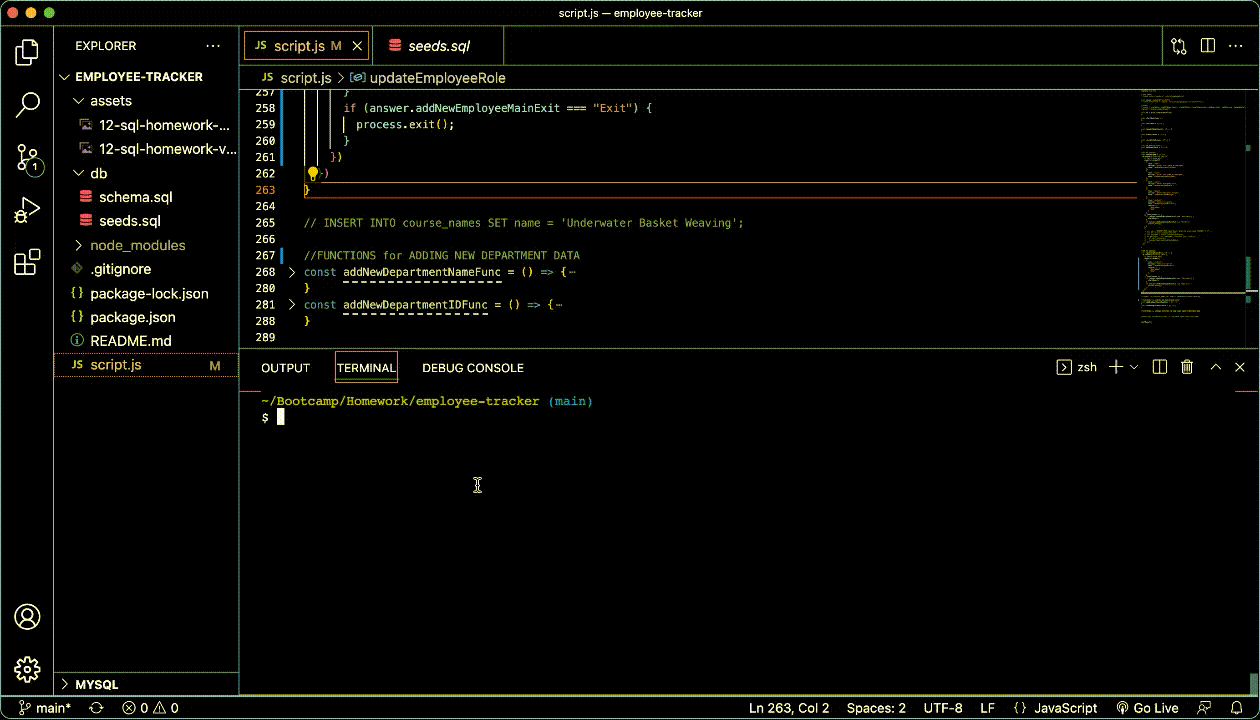 script.js — employee-tracker
EXPLORER ···
EMPLOYEE-TRACKER
assets
12-sql-homework-...
12-sql-homework-v...
db
schema.sql
seeds.sql
node_modules
.gitignore
package-lock.json
package.json
README.md
JS script.js M
MYSQL
JS script.js M
seeds.sql
JS script.js > updateEmployeeRole
257 }
258 if (answer.addNewEmployeeMainExit === "Exit") {
259 process.exit();
260 }
261 })
262 )
263 }
264
265 // INSERT INTO course_names SET name = 'Underwater Basket Weaving';
266
267 //FUNCTIONS for ADDING NEW DEPARTMENT DATA
268 const addNewDepartmentNameFunc = () => {···
280 }
281 const addNewDepartmentIDFunc = () => {···
288 }
289
OUTPUT TERMINAL DEBUG CONSOLE zsh
~/Bootcamp/Homework/employee-tracker (main)
$
1
main* 0 0 Ln 263, Col 2 Spaces: 2 UTF-8 LF {} JavaScript Go Live